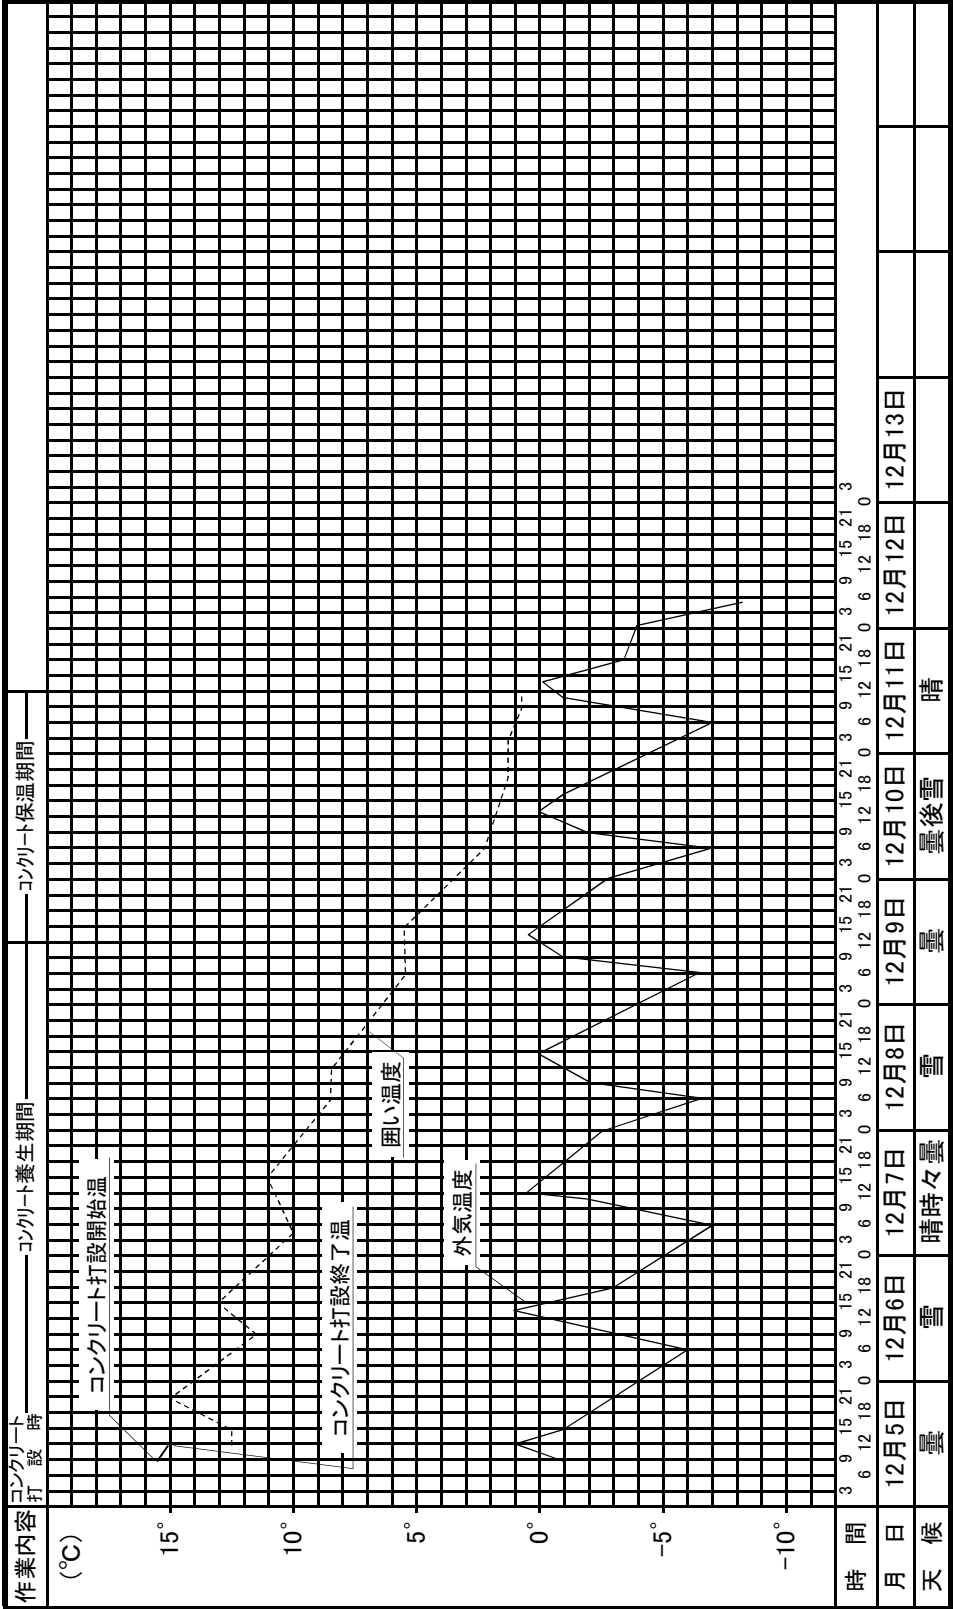 作業内容
コンクリート打設時
コンクリート養生期間
コンクリート保温期間
(℃)
15°
10°
5°
0°
-5°
-10°
コンクリート打設開始温
コンクリート打設終了温
囲い温度
外気温度
時 間
3 6 9 12 15 18 21 0 3 6 9 12 15 18 21 0 3 6 9 12 15 18 21 0 3 6 9 12 15 18 21 0 3 6 9 12 15 18 21 0 3 6 9 12 15 18 21 0 3 6 9 12 15 18 21 0 3 6 9 12 15 18 21 0 3
月 日
12月5日 12月6日 12月7日 12月8日 12月9日 12月10日 12月11日 12月12日 12月13日
天 候
曇 雪 晴時々曇 雪 曇 曇後雪 晴